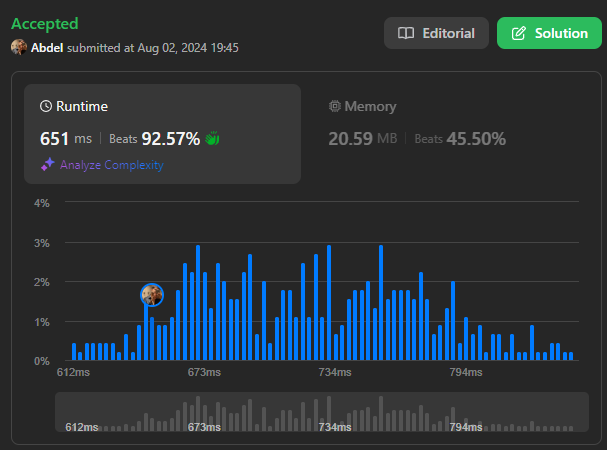 Accepted
Abdel submitted at Aug 02, 2024 19:45
Editorial
Solution
Runtime
651 ms | Beats 92.57%
Analyze Complexity
Memory
20.59 MB | Beats 45.50%
4%
3%
2%
1%
0%
612ms 673ms 734ms 794ms
612ms 673ms 734ms 794ms